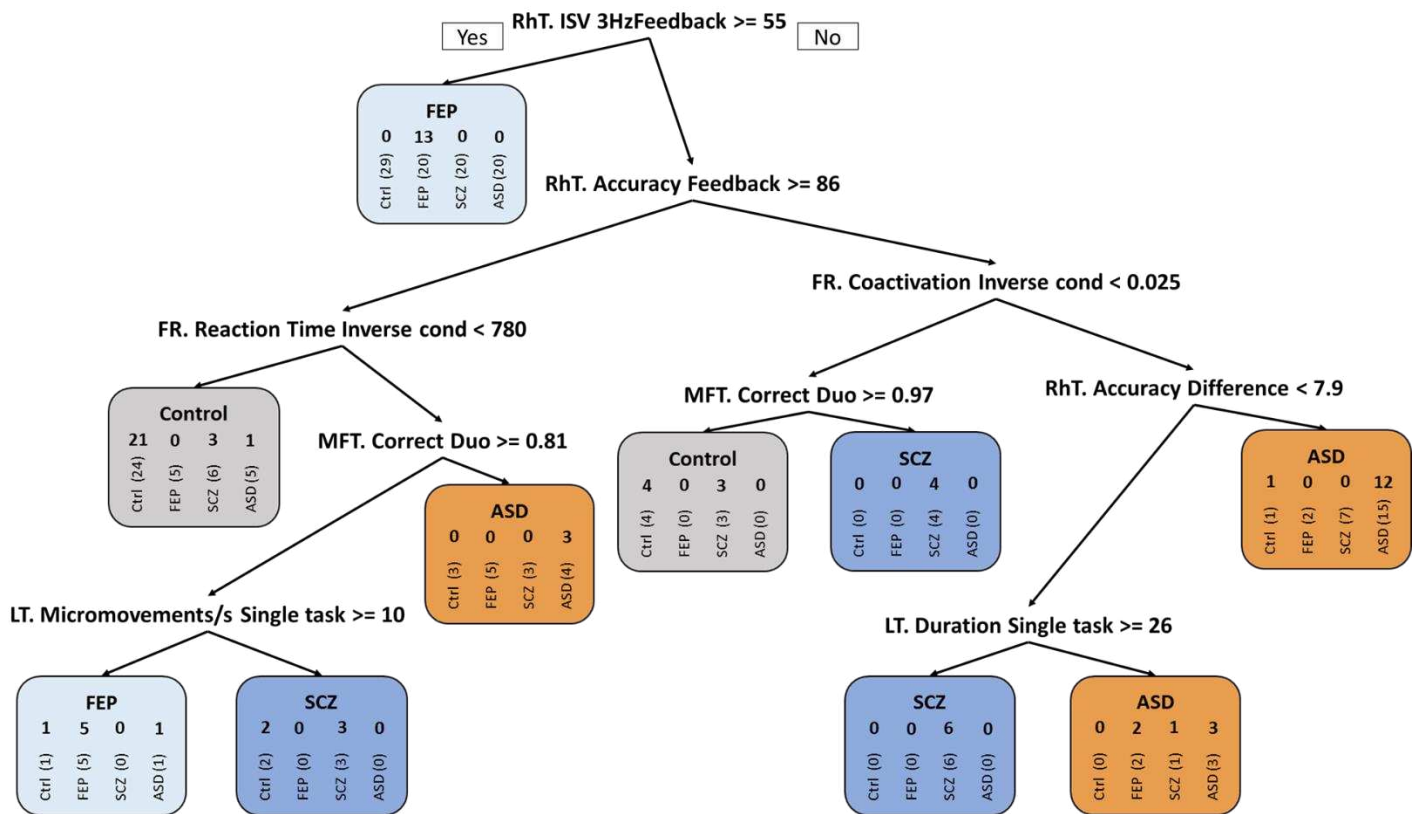 RhT. ISV 3HzFeedback >= 55
Yes
No
FEP
0 13 0 0
Ctrl (29) FEP (20) SCZ (20) ASD (20)
RhT. Accuracy Feedback >= 86
FR. Coactivation Inverse cond < 0.025
FR. Reaction Time Inverse cond < 780
Control
21 0 3 1
Ctrl (24) FEP (5) SCZ (6) ASD (5)
MFT. Correct Duo >= 0.81
ASD
0 0 0 3
Ctrl (3) FEP (5) SCZ (3) ASD (4)
LT. Micromovements/s Single task >= 10
FEP
1 5 0 1
Ctrl (1) FEP (5) SCZ (0) ASD (1)
SCZ
2 0 3 0
Ctrl (2) FEP (0) SCZ (3) ASD (0)
MFT. Correct Duo >= 0.97
Control
4 0 3 0
Ctrl (4) FEP (0) SCZ (3) ASD (0)
SCZ
0 0 4 0
Ctrl (0) FEP (0) SCZ (4) ASD (0)
RhT. Accuracy Difference < 7.9
ASD
1 0 0 12
Ctrl (1) FEP (2) SCZ (7) ASD (15)
LT. Duration Single task >= 26
SCZ
0 0 6 0
Ctrl (0) FEP (0) SCZ (6) ASD (0)
ASD
0 2 1 3
Ctrl (0) FEP (2) SCZ (1) ASD (3)